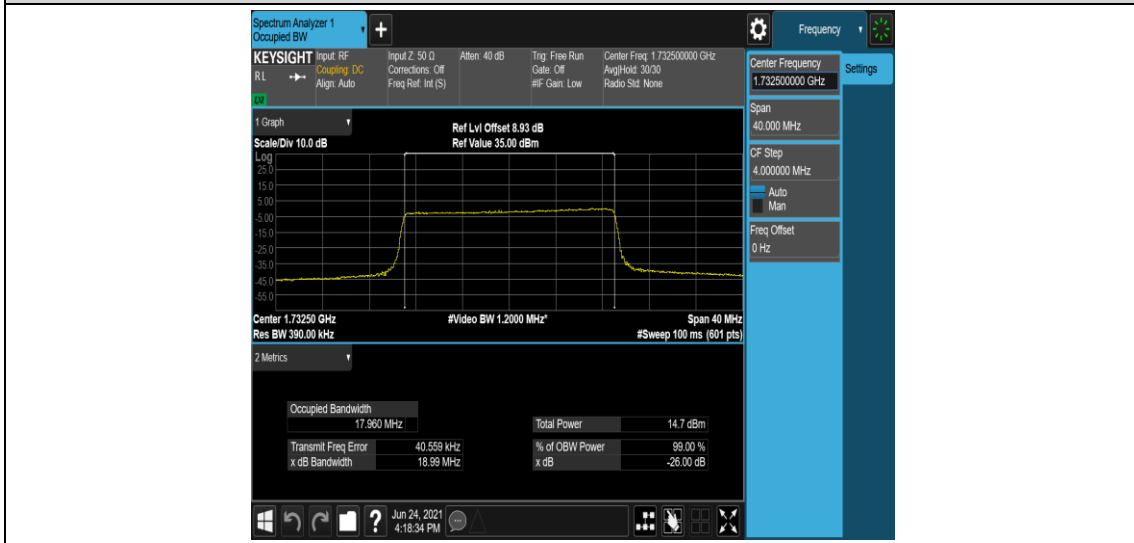 Spectrum Analyzer 1
Occupied BW
+
Frequency
KEYSIGHT
RL
LXI
Input: RF
Coupling: DC
Align: Auto
Input Z: 50 Ω
Corrections: Off
Freq Ref: Int (S)
Atten: 40 dB
Trig: Free Run
Gate: Off
#IF Gain: Low
Center Freq: 1.732500000 GHz
Avg|Hold: 30/30
Radio Std: None
Center Frequency
1.732500000 GHz
Settings
Span
40.000 MHz
CF Step
4.000000 MHz
Auto
Man
Freq Offset
0 Hz
1 Graph
Scale/Div 10.0 dB
Ref Lvl Offset 8.93 dB
Ref Value 35.00 dBm
Log
25.0
15.0
5.00
-5.00
-15.0
-25.0
-35.0
-45.0
-55.0
Center 1.73250 GHz
#Video BW 1.2000 MHz*
Span 40 MHz
Res BW 390.00 kHz
#Sweep 100 ms (601 pts)
2 Metrics
Occupied Bandwidth
17.960 MHz
Total Power 14.7 dBm
Transmit Freq Error 40.559 kHz
% of OBW Power 99.00 %
x dB Bandwidth 18.99 MHz
x dB -26.00 dB
?
Jun 24, 2021
4:18:34 PM